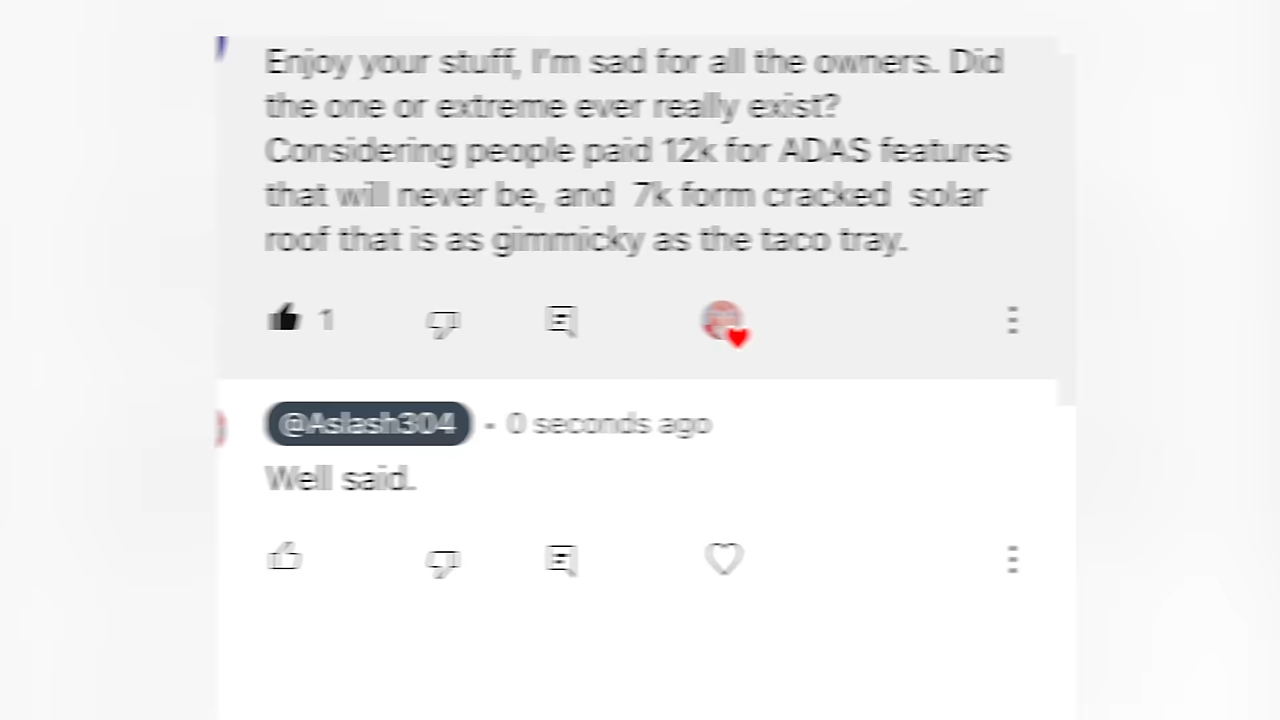 Enjoy your stuff, I'm sad for all the owners. Did
the one or extreme ever really exist?
Considering people paid 12k for ADAS features
that will never be, and 7k form cracked solar
roof that is as gimmicky as the taco tray.
1
@Aslash304 - 0 seconds ago
Well said.